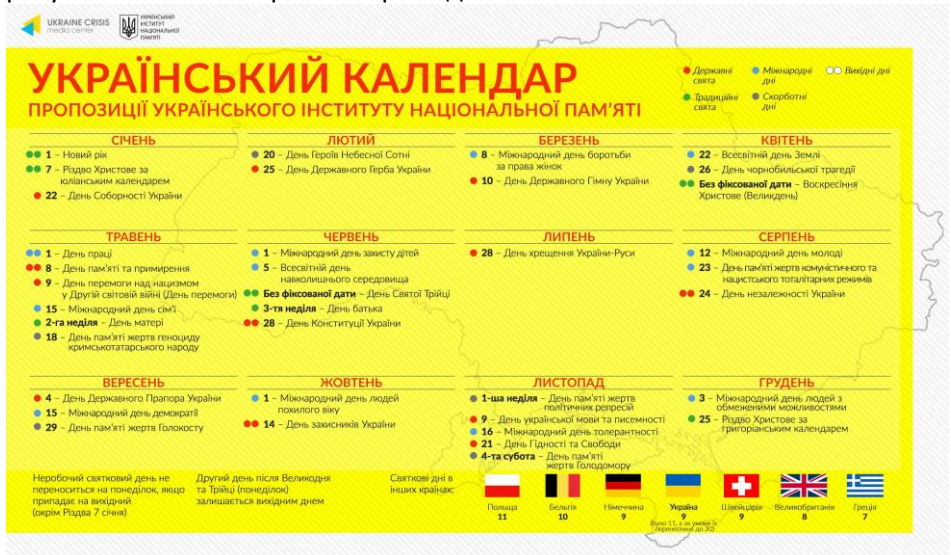 UKRAINE CRISIS
media center
УКРАЇНСЬКИЙ
ІНСТИТУТ
НАЦІОНАЛЬНОЇ
ПАМ'ЯТІ
УКРАЇНСЬКИЙ КАЛЕНДАР
ПРОПОЗИЦІЇ УКРАЇНСЬКОГО ІНСТИТУТУ НАЦІОНАЛЬНОЇ ПАМ'ЯТІ
Державні свята
Міжнародні дні
Вихідні дні
Традиційні свята
Скорботні дні
СІЧЕНЬ
1 – Новий рік
7 – Різдво Христове за
юліанським календарем
22 – День Соборності України
ЛЮТИЙ
20 – День Героїв Небесної Сотні
25 – День Державного Герба України
БЕРЕЗЕНЬ
8 – Міжнародний день боротьби
за права жінок
10 – День Державного Гімну України
КВІТЕНЬ
22 – Всесвітній день Землі
26 – День чорнобильської трагедії
Без фіксованої дати – Воскресіння
Христове (Великдень)
ТРАВЕНЬ
1 – День праці
8 – День пам'яті та примирення
9 – День перемоги над нацизмом
у Другій світовій війні (День перемоги)
15 – Міжнародний день сім'ї
2-га неділя – День матері
18 – День пам'яті жертв геноциду
кримськотатарського народу
ЧЕРВЕНЬ
1 – Міжнародний день захисту дітей
5 – Всесвітній день
навколишнього середовища
Без фіксованої дати – День Святої Трійці
3-тя неділя – День батька
28 – День Конституції України
ЛИПЕНЬ
28 – День хрещення України-Руси
СЕРПЕНЬ
12 – Міжнародний день молоді
23 – День пам'яті жертв комуністичного та
нацистського тоталітарних режимів
24 – День незалежності України
ВЕРЕСЕНЬ
4 – День Державного Прапора України
15 – Міжнародний день демократії
29 – День пам'яті жертв Голокосту
ЖОВТЕНЬ
1 – Міжнародний день людей
похилого віку
14 – День захисників України
ЛИСТОПАД
1-ша неділя – День пам'яті жертв
політичних репресій
9 – День української мови та писемності
16 – Міжнародний день толерантності
21 – День Гідності та Свободи
4-та субота – День пам'яті
жертв Голодомору
ГРУДЕНЬ
3 – Міжнародний день людей з
обмеженими можливостями
25 – Різдво Христове за
григоріанським календарем
Неробочий святковий день не
переноситься на понеділок, якщо
припадає на вихідний
(окрім Різдва 7 січня)
Другий день після Великодня
та Трійці (понеділок)
залишається вихідним днем
Святкові дні в
інших країнах:
Польща
11
Бельгія
10
Німеччина
9
Україна
9
(було 11, а за умови їх
перенесення до 20)
Швейцарія
9
Великобританія
8
Греція
7